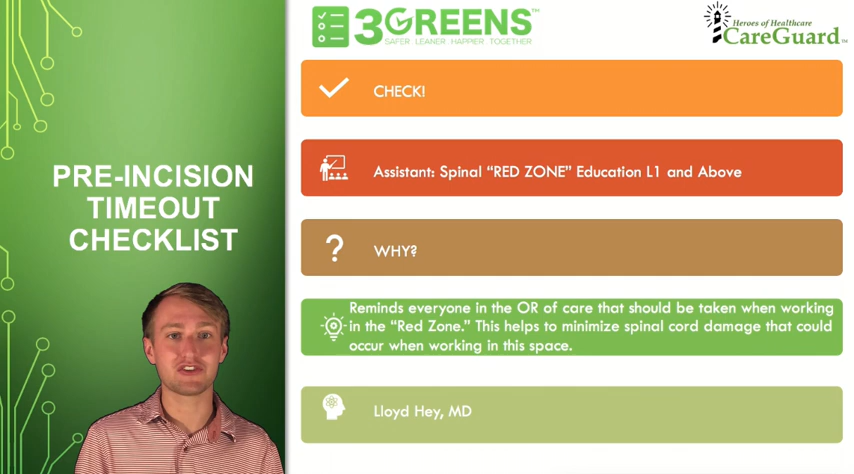 3GREENS™
SAFER . LEANER . HAPPIER . TOGETHER
Heroes of Healthcare
CareGuard™
PRE-INCISION
TIMEOUT
CHECKLIST
CHECK!
Assistant: Spinal “RED ZONE” Education L1 and Above
WHY?
Reminds everyone in the OR of care that should be taken when working
in the “Red Zone.” This helps to minimize spinal cord damage that could
occur when working in this space.
Lloyd Hey, MD